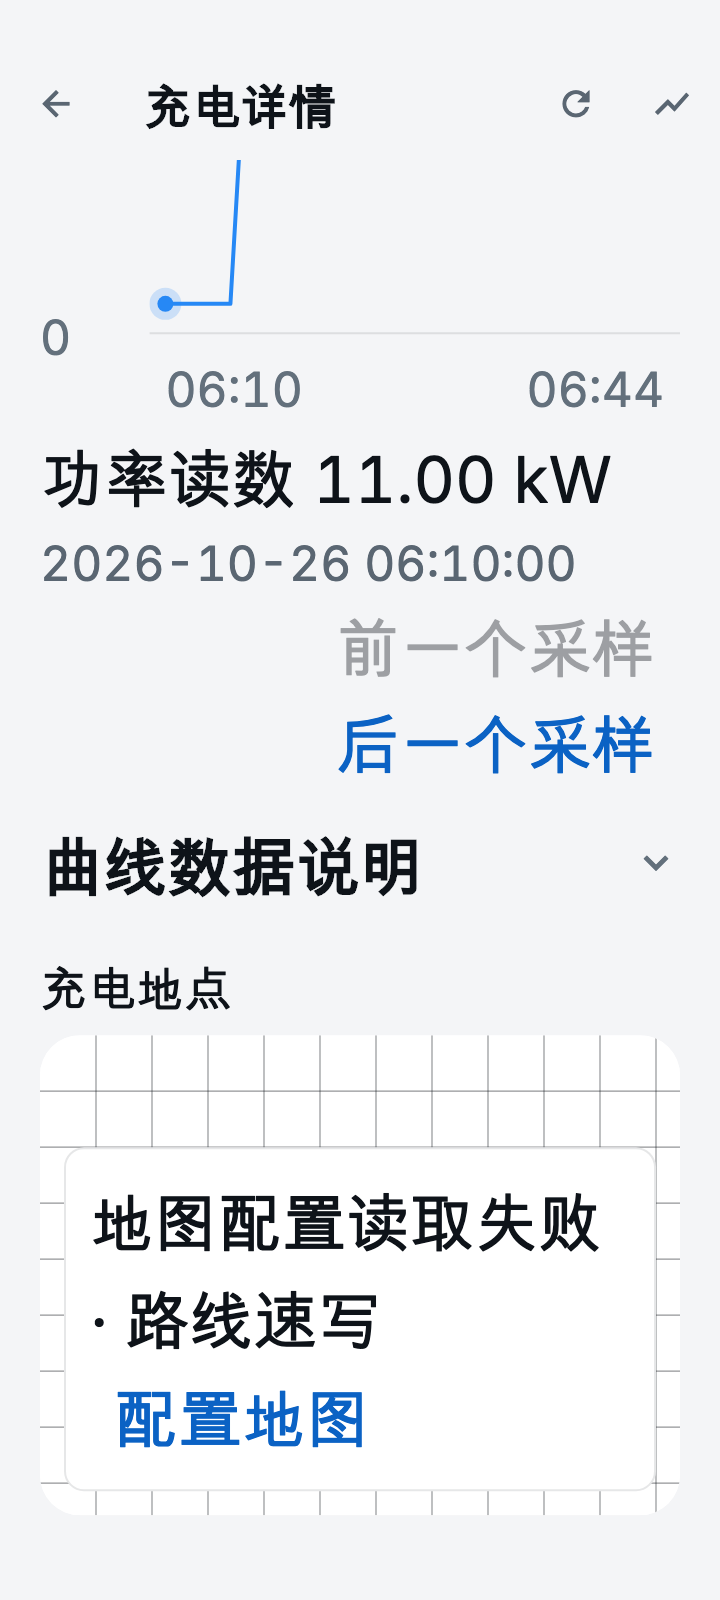 充电详情
0
06:10 06:44
功率读数 11.00 kW
2026-10-26 06:10:00
前一个采样
后一个采样
曲线数据说明
充电地点
地图配置读取失败
· 路线速写
配置地图